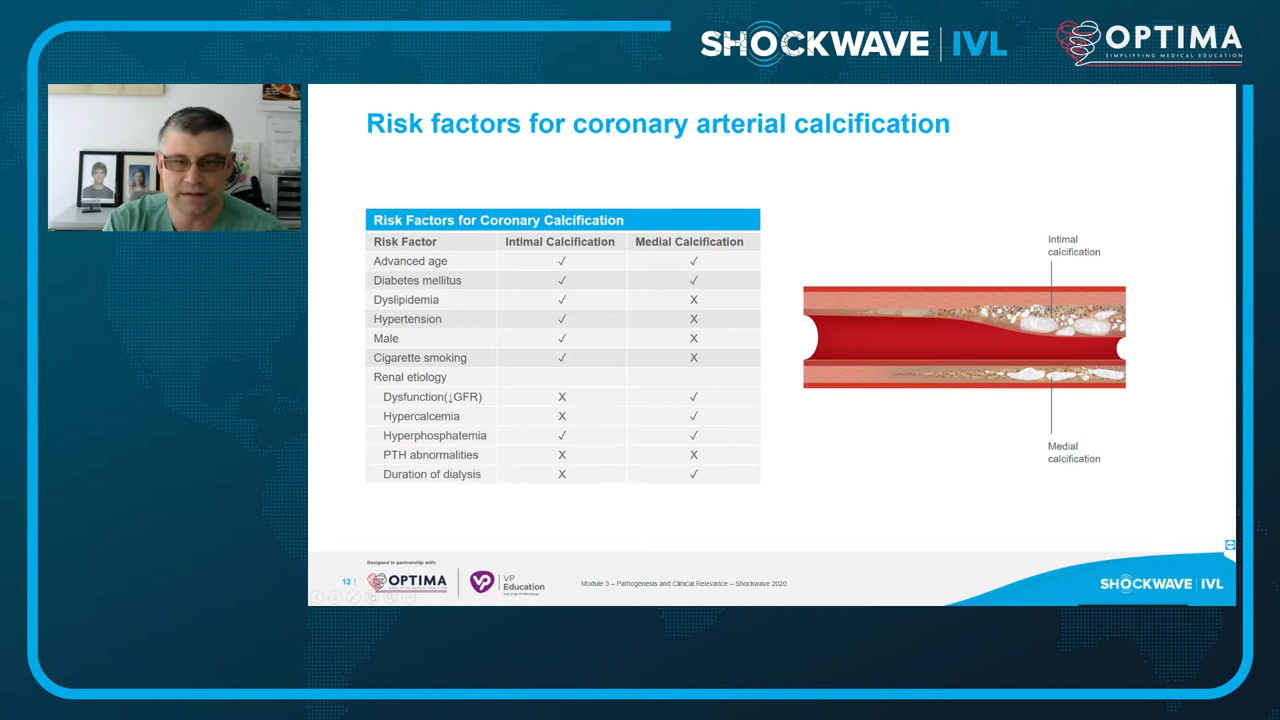 SHOCKWAVE | IVL
OPTIMA
SIMPLIFYING MEDICAL EDUCATION
Risk factors for coronary arterial calcification
Risk Factors for Coronary Calcification
Risk Factor Intimal Calcification Medial Calcification
Advanced age ✓ ✓
Diabetes mellitus ✓ ✓
Dyslipidemia ✓ X
Hypertension ✓ X
Male ✓ X
Cigarette smoking ✓ X
Renal etiology
Dysfunction(↓GFR) X ✓
Hypercalcemia X ✓
Hyperphosphatemia ✓ ✓
PTH abnormalities X X
Duration of dialysis X ✓
Intimal
calcification
Medial
calcification
Designed in partnership with:
13 |
OPTIMA
VP
VP
Education
Module 3 – Pathogenesis and Clinical Relevance – Shockwave 2020
SHOCKWAVE | IVL